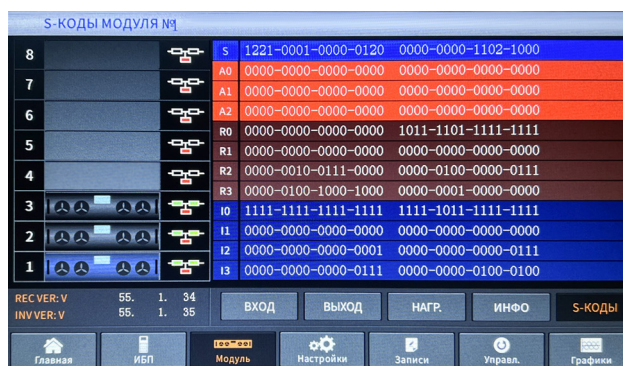 S-КОДЫ МОДУЛЯ №1
8
7
6
5
4
3
2
1
S 1221-0001-0000-0120 0000-0000-1102-1000
A0 0000-0000-0000-0000 0000-0000-0000-0000
A1 0000-0000-0000-0000 0000-0000-0000-0000
A2 0000-0000-0000-0000 0000-0000-0000-0000
R0 0000-0000-0000-0000 1011-1101-1111-1111
R1 0000-0000-0000-0000 0000-0000-0000-0000
R2 0000-0010-0111-0000 0000-0100-0000-0111
R3 0000-0100-1000-1000 0000-0001-0000-0000
I0 1111-1111-1111-1111 1111-1011-1111-1111
I1 0000-0000-0000-0000 0000-0000-0000-0000
I2 0000-0000-0000-0001 0000-0000-0000-0111
I3 0000-0000-0000-0111 0000-0000-0100-0100
REC VER: V 55. 1. 34
INV VER: V 55. 1. 35
ВХОД ВЫХОД НАГР. ИНФО S-КОДЫ
Главная ИБП Модуль Настройки Записи Управл. Графики